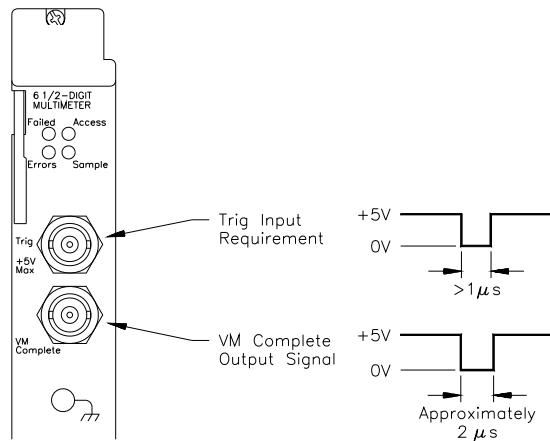 6 1/2-DIGIT
MULTIMETER
Failed Access
Errors Sample
Trig
+5V
Max
VM
Complete
Trig Input
Requirement
VM Complete
Output Signal
+5V
0V
>1μs
+5V
0V
Approximately
2 μs